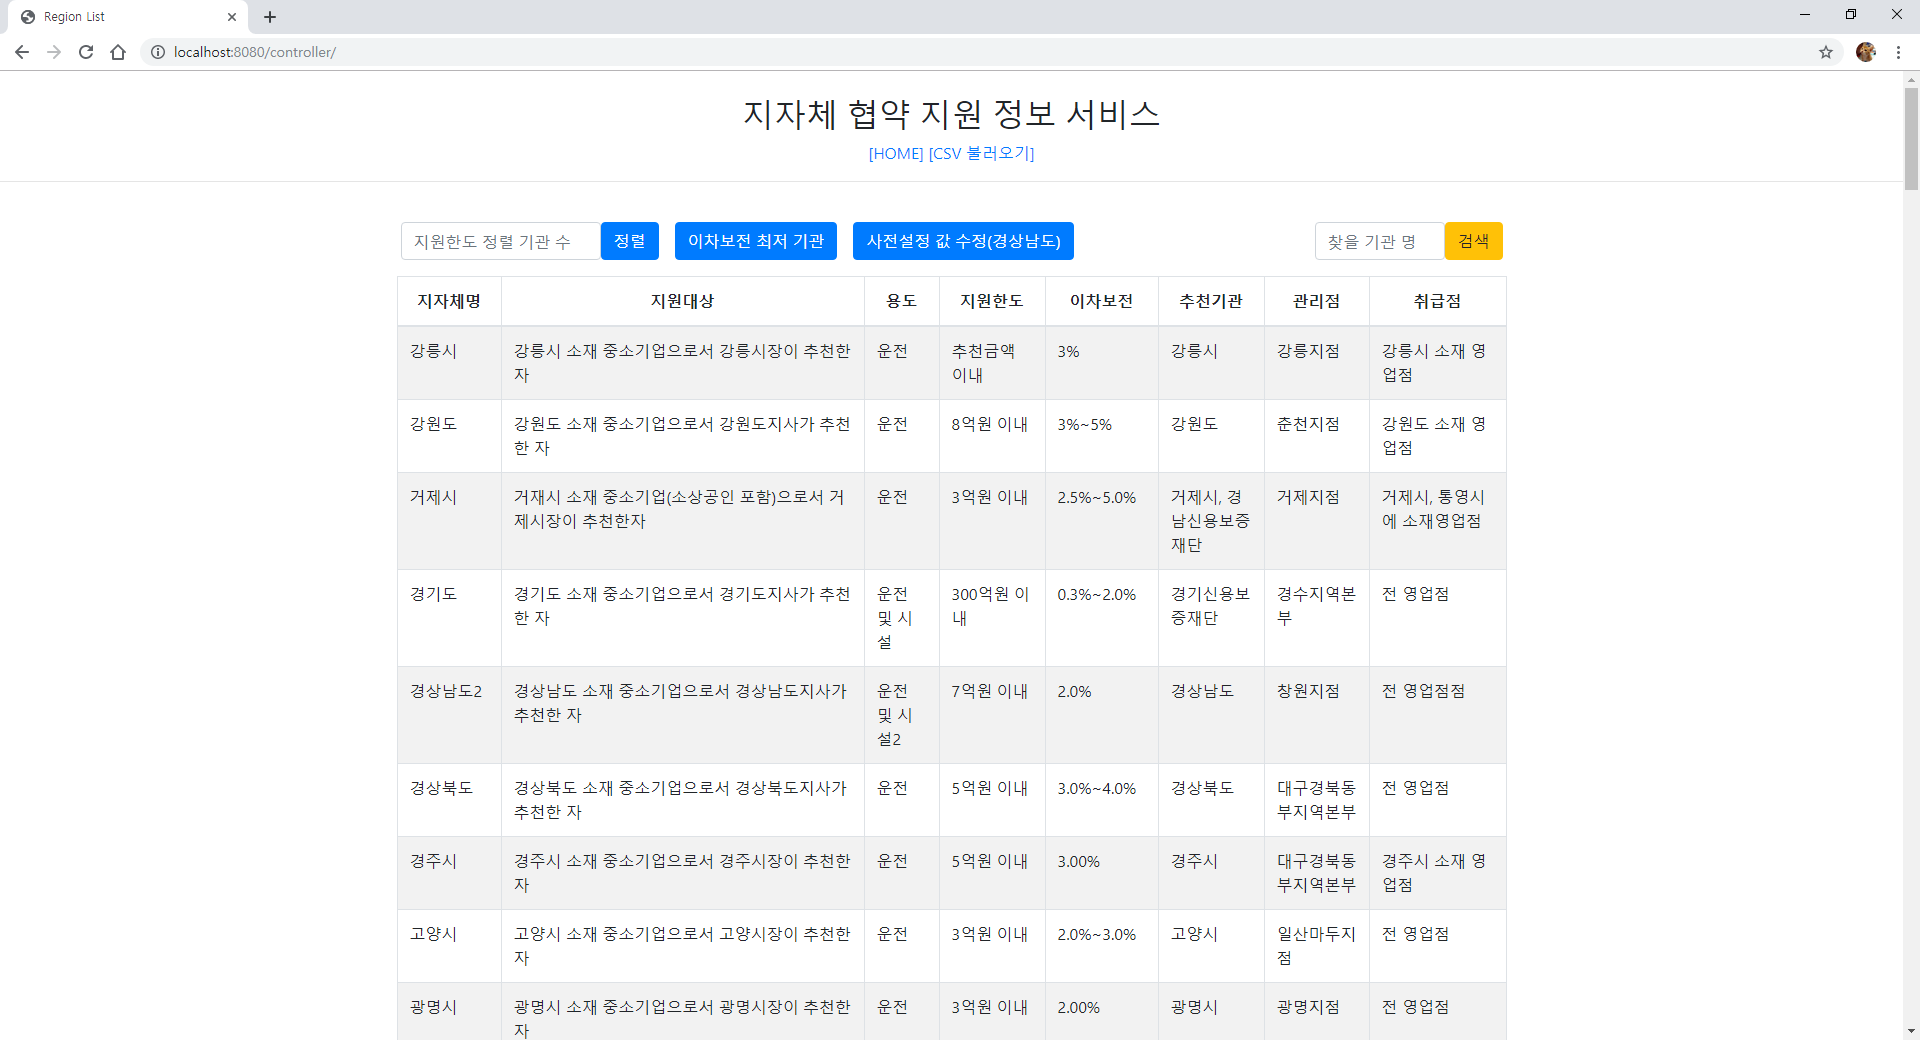 Region List
localhost:8080/controller/
지자체 협약 지원 정보 서비스
[HOME] [CSV 불러오기]
지원한도 정렬 기관 수 정렬 이차보전 최저 기관 사전설정 값 수정(경상남도) 찾을 기관 명 검색
지자체명 지원대상 용도 지원한도 이차보전 추천기관 관리점 취급점
강릉시 강릉시 소재 중소기업으로서 강릉시장이 추천한 운전 추천금액 3% 강릉시 강릉지점 강릉시 소재 영
자 이내 업점
강원도 강원도 소재 중소기업으로서 강원도지사가 추천 운전 8억원 이내 3%~5% 강원도 춘천지점 강원도 소재 영
한 자 업점
거제시 거재시 소재 중소기업(소상공인 포함)으로서 거 운전 3억원 이내 2.5%~5.0% 거제시, 경 거제지점 거제시, 통영시
제시장이 추천한자 남신용보증 에 소재영업점
재단
경기도 경기도 소재 중소기업으로서 경기도지사가 추천 운전 300억원 이 0.3%~2.0% 경기신용보 경수지역본 전 영업점
한 자 및 시 내 증재단 부
설
경상남도2 경상남도 소재 중소기업으로서 경상남도지사가 운전 7억원 이내 2.0% 경상남도 창원지점 전 영업점점
추천한 자 및 시
설2
경상북도 경상북도 소재 중소기업으로서 경상북도지사가 운전 5억원 이내 3.0%~4.0% 경상북도 대구경북동 전 영업점
추천한 자 부지역본부
경주시 경주시 소재 중소기업으로서 경주시장이 추천한 운전 5억원 이내 3.00% 경주시 대구경북동 경주시 소재 영
자 부지역본부 업점
고양시 고양시 소재 중소기업으로서 고양시장이 추천한 운전 3억원 이내 2.0%~3.0% 고양시 일산마두지 전 영업점
자 점
광명시 광명시 소재 중소기업으로서 광명시장이 추천한 운전 3억원 이내 2.00% 광명시 광명지점 전 영업점
자